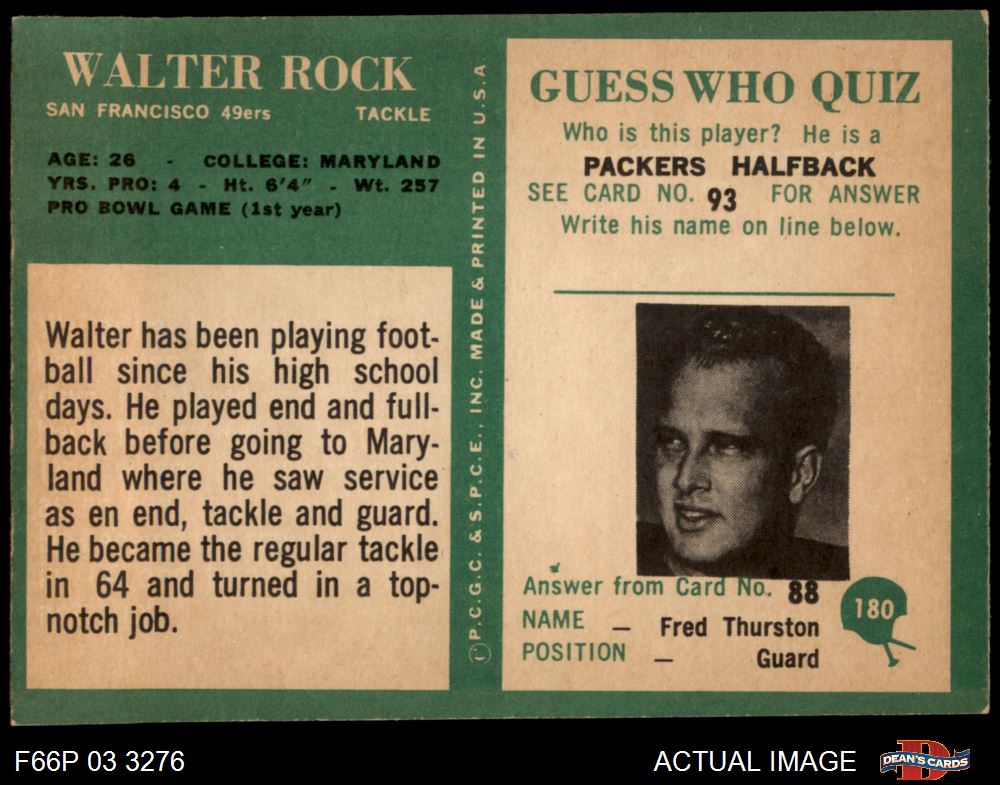 WALTER ROCK
SAN FRANCISCO 49ers TACKLE
AGE: 26 - COLLEGE: MARYLAND
YRS. PRO: 4 - Ht. 6'4" - Wt. 257
PRO BOWL GAME (1st year)
Walter has been playing foot-
ball since his high school
days. He played end and full-
back before going to Mary-
land where he saw service
as en end, tackle and guard.
He became the regular tackle
in 64 and turned in a top-
notch job.
©P.C.G.C. & S.P.C.E., INC. MADE & PRINTED IN U.S.A
GUESS WHO QUIZ
Who is this player? He is a
PACKERS HALFBACK
SEE CARD NO. 93 FOR ANSWER
Write his name on line below.
Answer from Card No. 88
NAME — Fred Thurston
POSITION — Guard
180
F66P 03 3276
ACTUAL IMAGE
D
DEAN'S CARDS